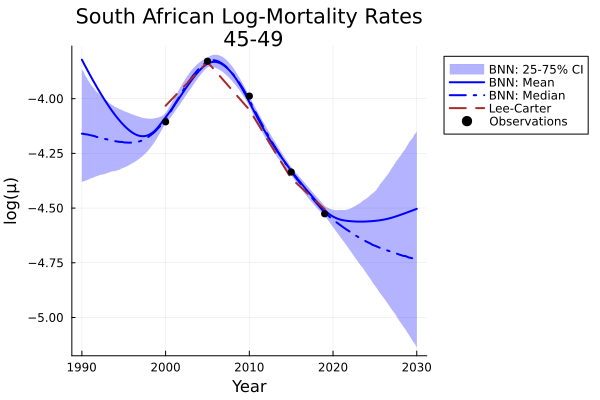 South African Log-Mortality Rates
45-49
BNN: 25-75% CI
BNN: Mean
BNN: Median
Lee-Carter
Observations
log(μ)
−4.00
−4.25
−4.50
−4.75
−5.00
1990
2000
2010
2020
2030
Year